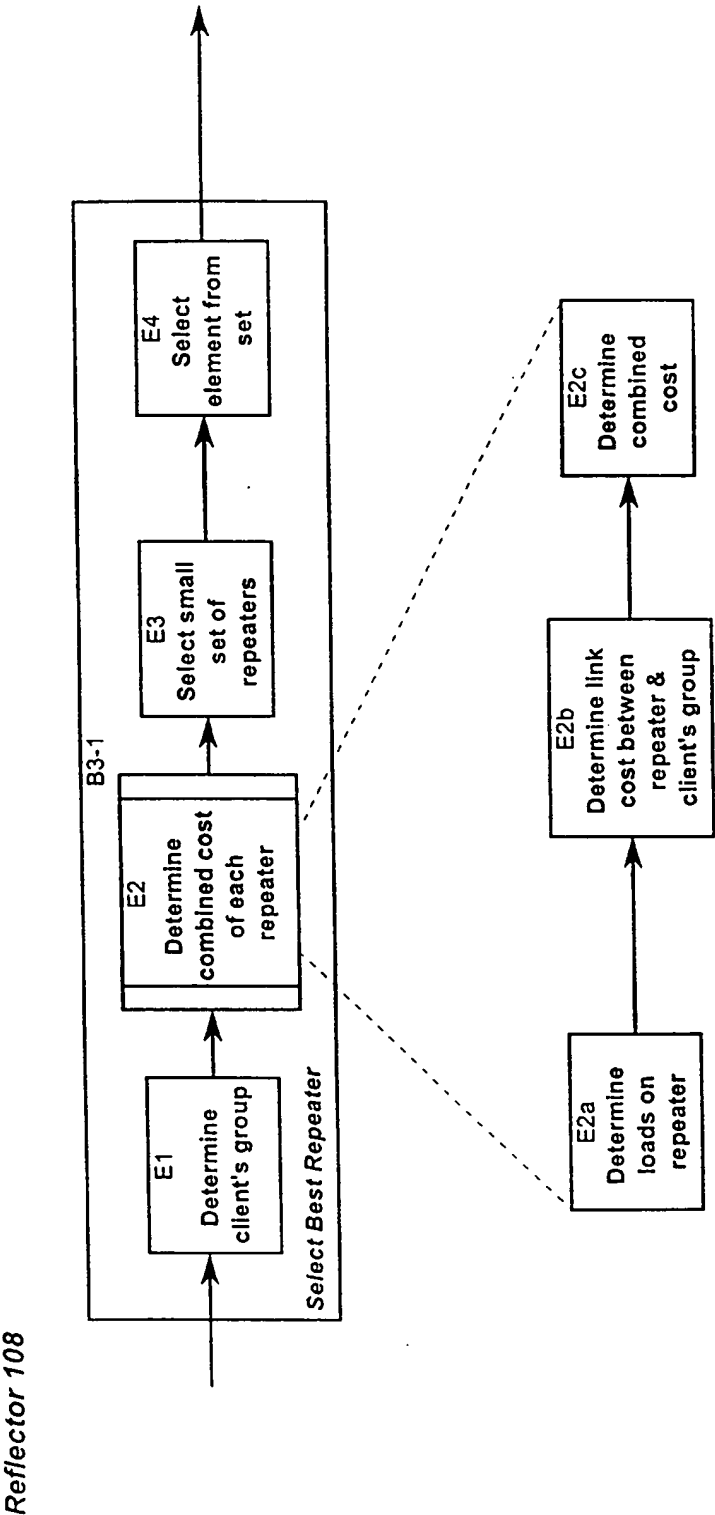 Reflector 108
B3-1
E1
Determine
client's group
E2
Determine
combined cost
of each
repeater
E3
Select small
set of
repeaters
E4
Select
element from
set
Select Best Repeater
E2a
Determine
loads on
repeater
E2b
Determine link
cost between
repeater &
client's group
E2c
Determine
combined
cost